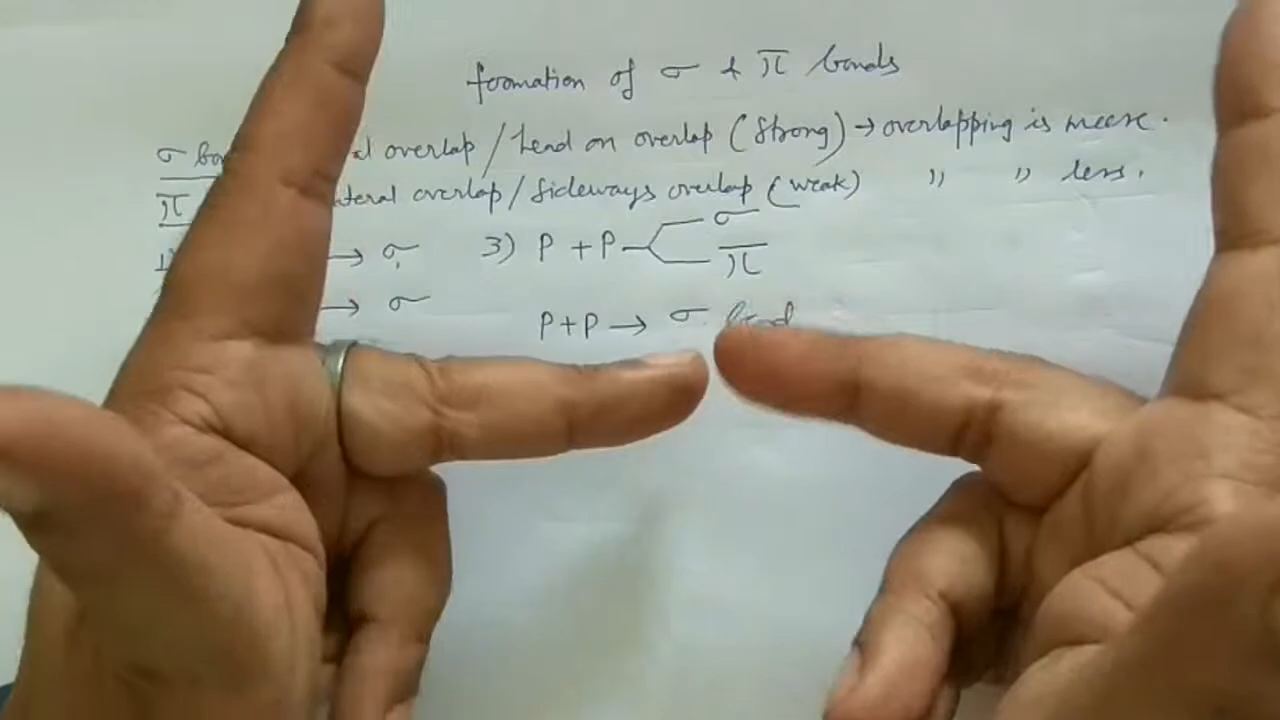 formation of σ & π bonds
σ overlap / Head on overlap (strong) → overlapping is more.
π lateral overlap / Sideways overlap (weak) " " less.
→ σ 3) P + P σ π
→ σ
P+P → σ bond